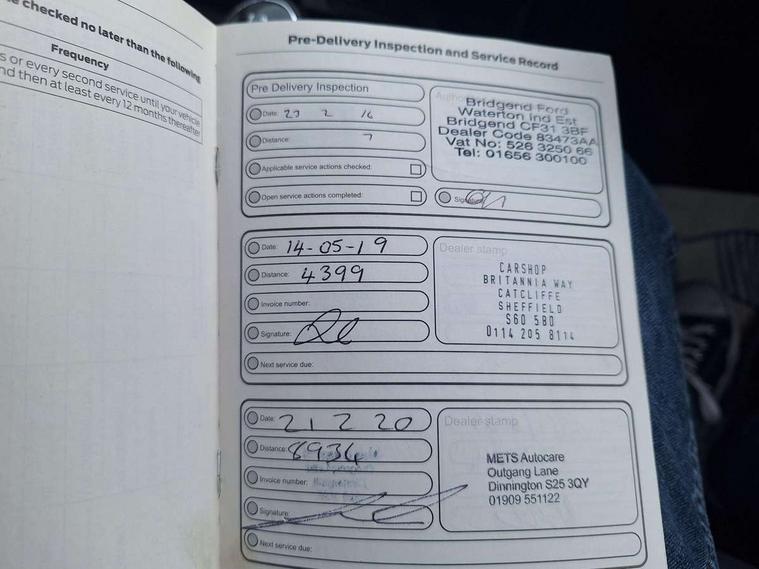 e checked no later than the following
Frequency
s or every second service until your vehicle
nd then at least every 12 months thereafter
Pre-Delivery Inspection and Service Record
Pre Delivery Inspection
Date: 23 2 16
Distance: 7
Applicable service actions checked:
Open service actions completed:
Bridgend Ford
Waterton Ind Est
Bridgend CF31 3BF
Dealer Code 83473AA
Vat No: 526 3250 66
Tel: 01656 300100
Signature:
Date: 14-05-19
Distance: 4399
Invoice number:
Signature:
Next service due:
Dealer stamp
CARSHOP
BRITANNIA WAY
CATCLIFFE
SHEFFIELD
S60 5BD
0114 205 8114
Date: 21 2 20
Distance: 8934
Invoice number:
Signature:
Next service due:
Dealer stamp
METS Autocare
Outgang Lane
Dinnington S25 3QY
01909 551122